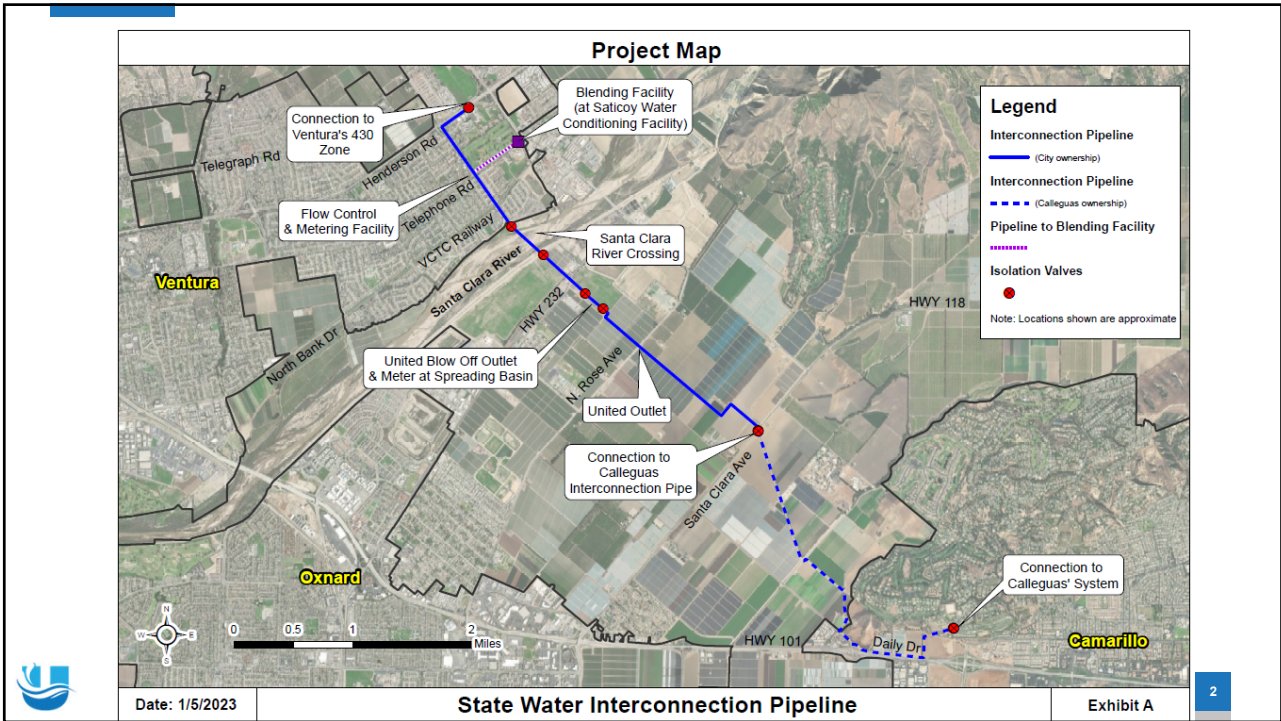 Project Map
Connection to
Ventura's 430
Zone
Blending Facility
(at Saticoy Water
Conditioning Facility)
Legend
Interconnection Pipeline
(City ownership)
Interconnection Pipeline
(Calleguas ownership)
Pipeline to Blending Facility
Isolation Valves
Note: Locations shown are approximate
Telegraph Rd
Henderson Rd
Telephone Rd
Flow Control
& Metering Facility
VCTC Railway
Santa Clara
River Crossing
Ventura
Santa Clara River
HWY 232
HWY 118
North Bank Dr
United Blow Off Outlet
& Meter at Spreading Basin
N. Rose Ave
United Outlet
Connection to
Calleguas
Interconnection Pipe
Santa Clara Ave
Oxnard
Connection to
Calleguas' System
N
W
E
S
0
0.5
1
2
Miles
HWY 101
Daily Dr
Camarillo
Date: 1/5/2023
State Water Interconnection Pipeline
Exhibit A
2